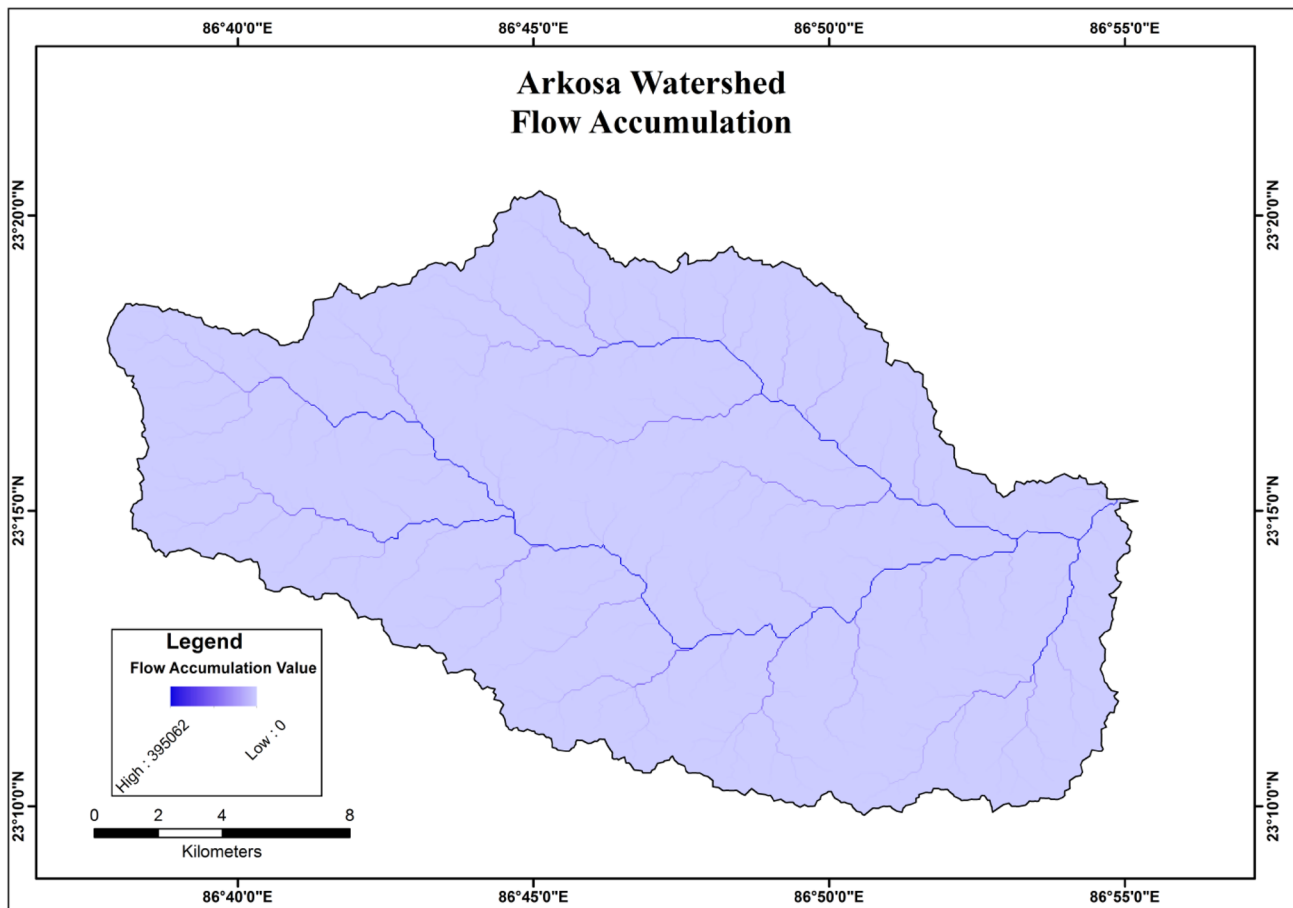 86°40'0"E 86°45'0"E 86°50'0"E 86°55'0"E
Arkosa Watershed
Flow Accumulation
23°20'0"N 23°20'0"N
23°15'0"N 23°15'0"N
Legend
Flow Accumulation Value
High : 395062
Low : 0
23°10'0"N 23°10'0"N
0 2 4 8
Kilometers
86°40'0"E 86°45'0"E 86°50'0"E 86°55'0"E